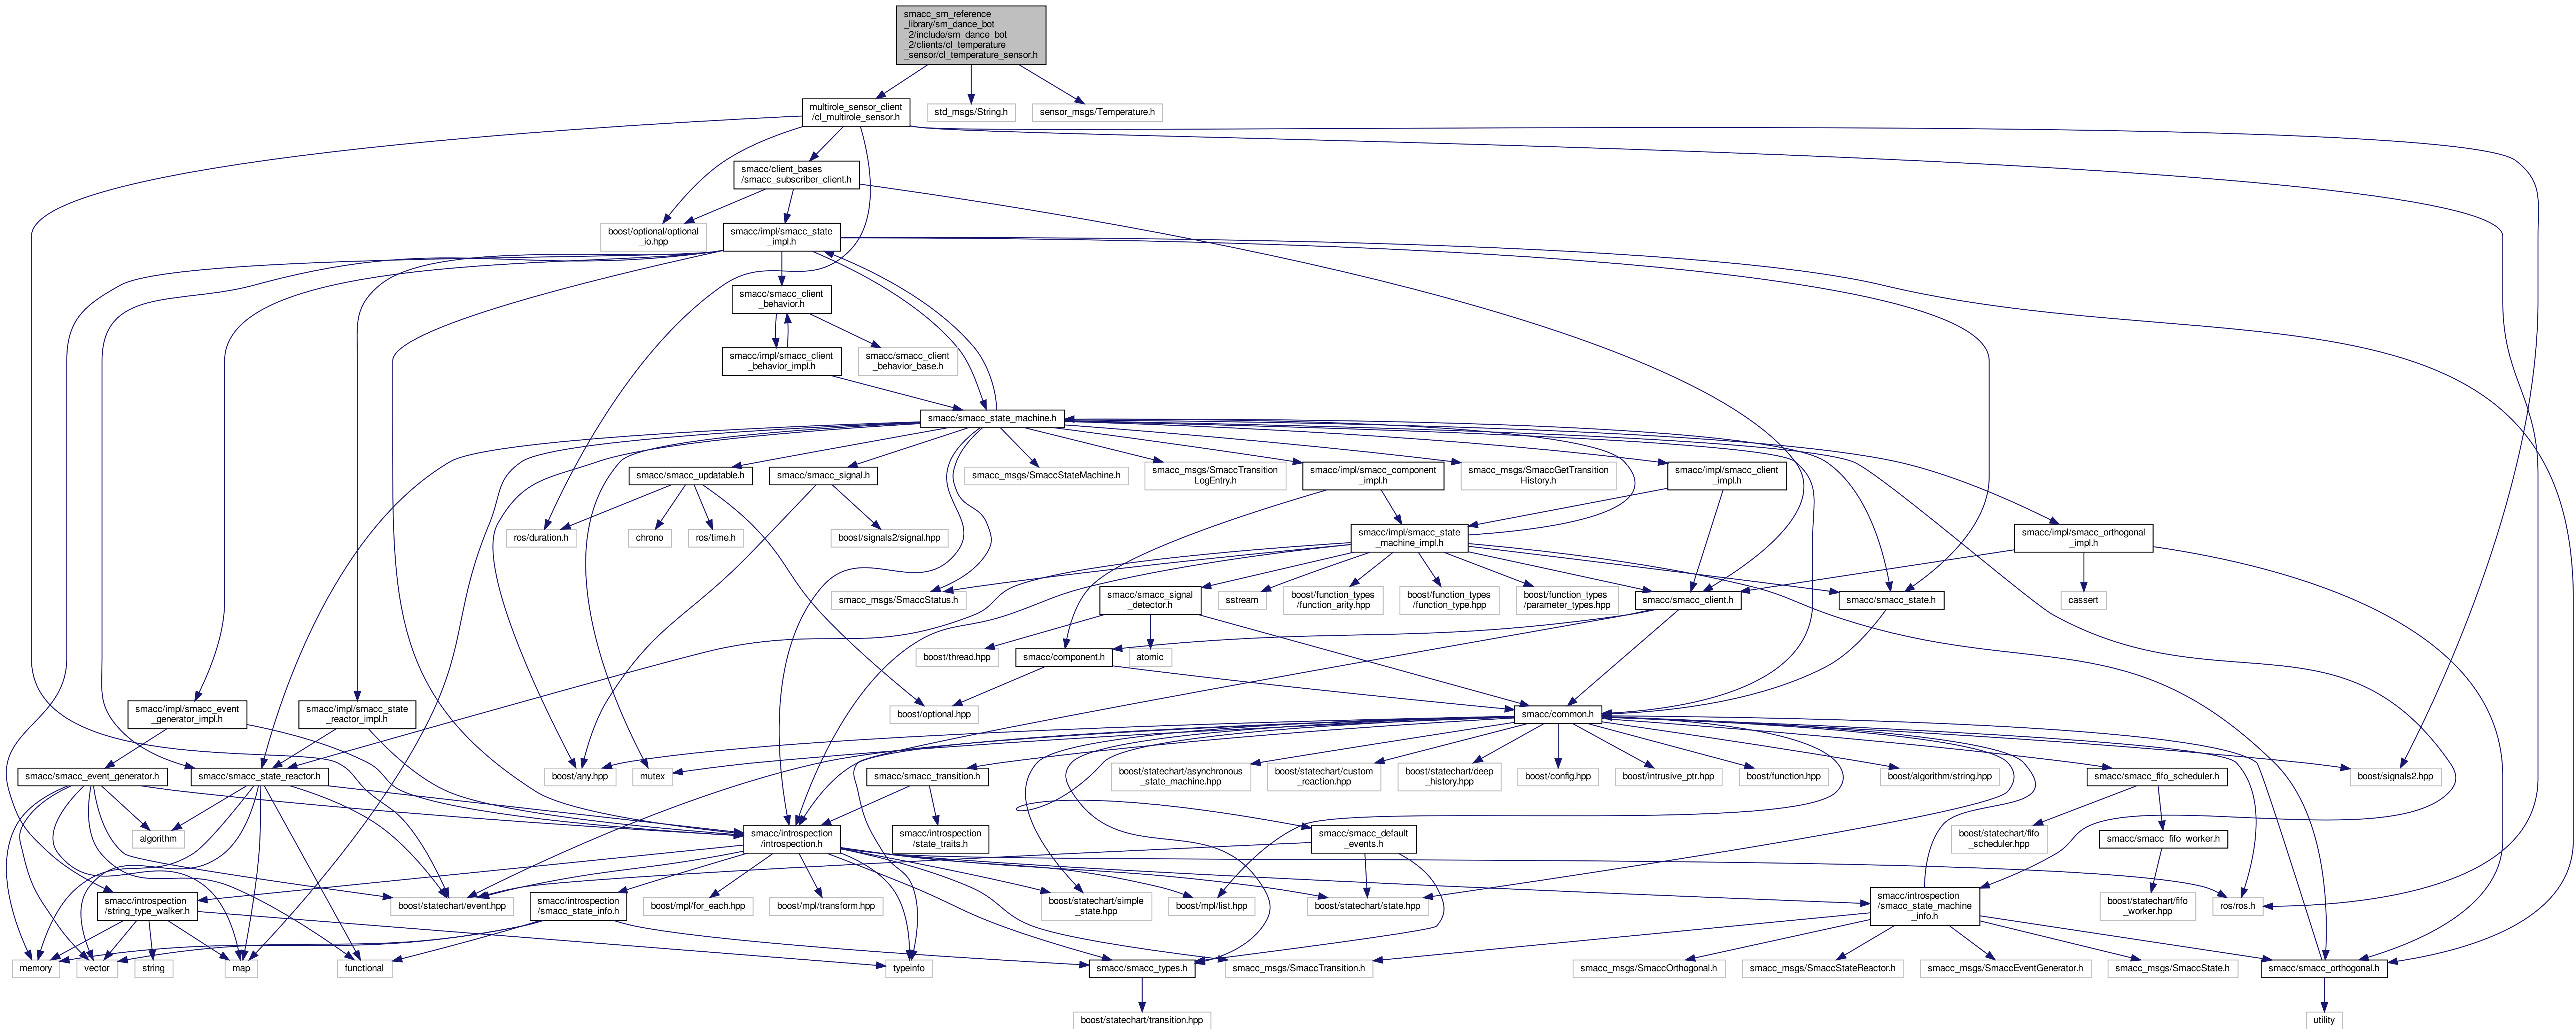 smacc_sm_reference
_library/sm_dance_bot
_2/include/sm_dance_bot
_2/clients/cl_temperature
_sensor/cl_temperature_sensor.h
multirole_sensor_client
/cl_multirole_sensor.h
std_msgs/String.h
sensor_msgs/Temperature.h
smacc/client_bases
/smacc_subscriber_client.h
boost/optional/optional
_io.hpp
smacc/impl/smacc_state
_impl.h
smacc/smacc_client
_behavior.h
smacc/impl/smacc_client
_behavior_impl.h
smacc/smacc_client
_behavior_base.h
smacc/smacc_state_machine.h
smacc/smacc_updatable.h
smacc/smacc_signal.h
smacc_msgs/SmaccStateMachine.h
smacc_msgs/SmaccTransition
LogEntry.h
smacc/impl/smacc_component
_impl.h
smacc_msgs/SmaccGetTransition
History.h
smacc/impl/smacc_client
_impl.h
ros/duration.h
chrono
ros/time.h
boost/signals2/signal.hpp
smacc/impl/smacc_state
_machine_impl.h
smacc/impl/smacc_orthogonal
_impl.h
smacc_msgs/SmaccStatus.h
smacc/smacc_signal
_detector.h
sstream
boost/function_types
/function_arity.hpp
boost/function_types
/function_type.hpp
boost/function_types
/parameter_types.hpp
smacc/smacc_client.h
smacc/smacc_state.h
cassert
boost/thread.hpp
smacc/component.h
atomic
smacc/impl/smacc_event
_generator_impl.h
smacc/impl/smacc_state
_reactor_impl.h
boost/optional.hpp
smacc/common.h
smacc/smacc_event_generator.h
smacc/smacc_state_reactor.h
boost/any.hpp
mutex
smacc/smacc_transition.h
boost/statechart/asynchronous
_state_machine.hpp
boost/statechart/custom
_reaction.hpp
boost/statechart/deep
_history.hpp
boost/config.hpp
boost/intrusive_ptr.hpp
boost/function.hpp
boost/algorithm/string.hpp
smacc/smacc_fifo_scheduler.h
boost/signals2.hpp
algorithm
smacc/introspection
/introspection.h
smacc/introspection
/state_traits.h
smacc/smacc_default
_events.h
boost/statechart/fifo
_scheduler.hpp
smacc/smacc_fifo_worker.h
smacc/introspection
/string_type_walker.h
boost/statechart/event.hpp
smacc/introspection
/smacc_state_info.h
boost/mpl/for_each.hpp
boost/mpl/transform.hpp
boost/statechart/simple
_state.hpp
boost/mpl/list.hpp
boost/statechart/state.hpp
smacc/introspection
/smacc_state_machine
_info.h
boost/statechart/fifo
_worker.hpp
ros/ros.h
memory
vector
string
map
functional
typeinfo
smacc/smacc_types.h
smacc_msgs/SmaccTransition.h
smacc_msgs/SmaccOrthogonal.h
smacc_msgs/SmaccStateReactor.h
smacc_msgs/SmaccEventGenerator.h
smacc_msgs/SmaccState.h
smacc/smacc_orthogonal.h
boost/statechart/transition.hpp
utility